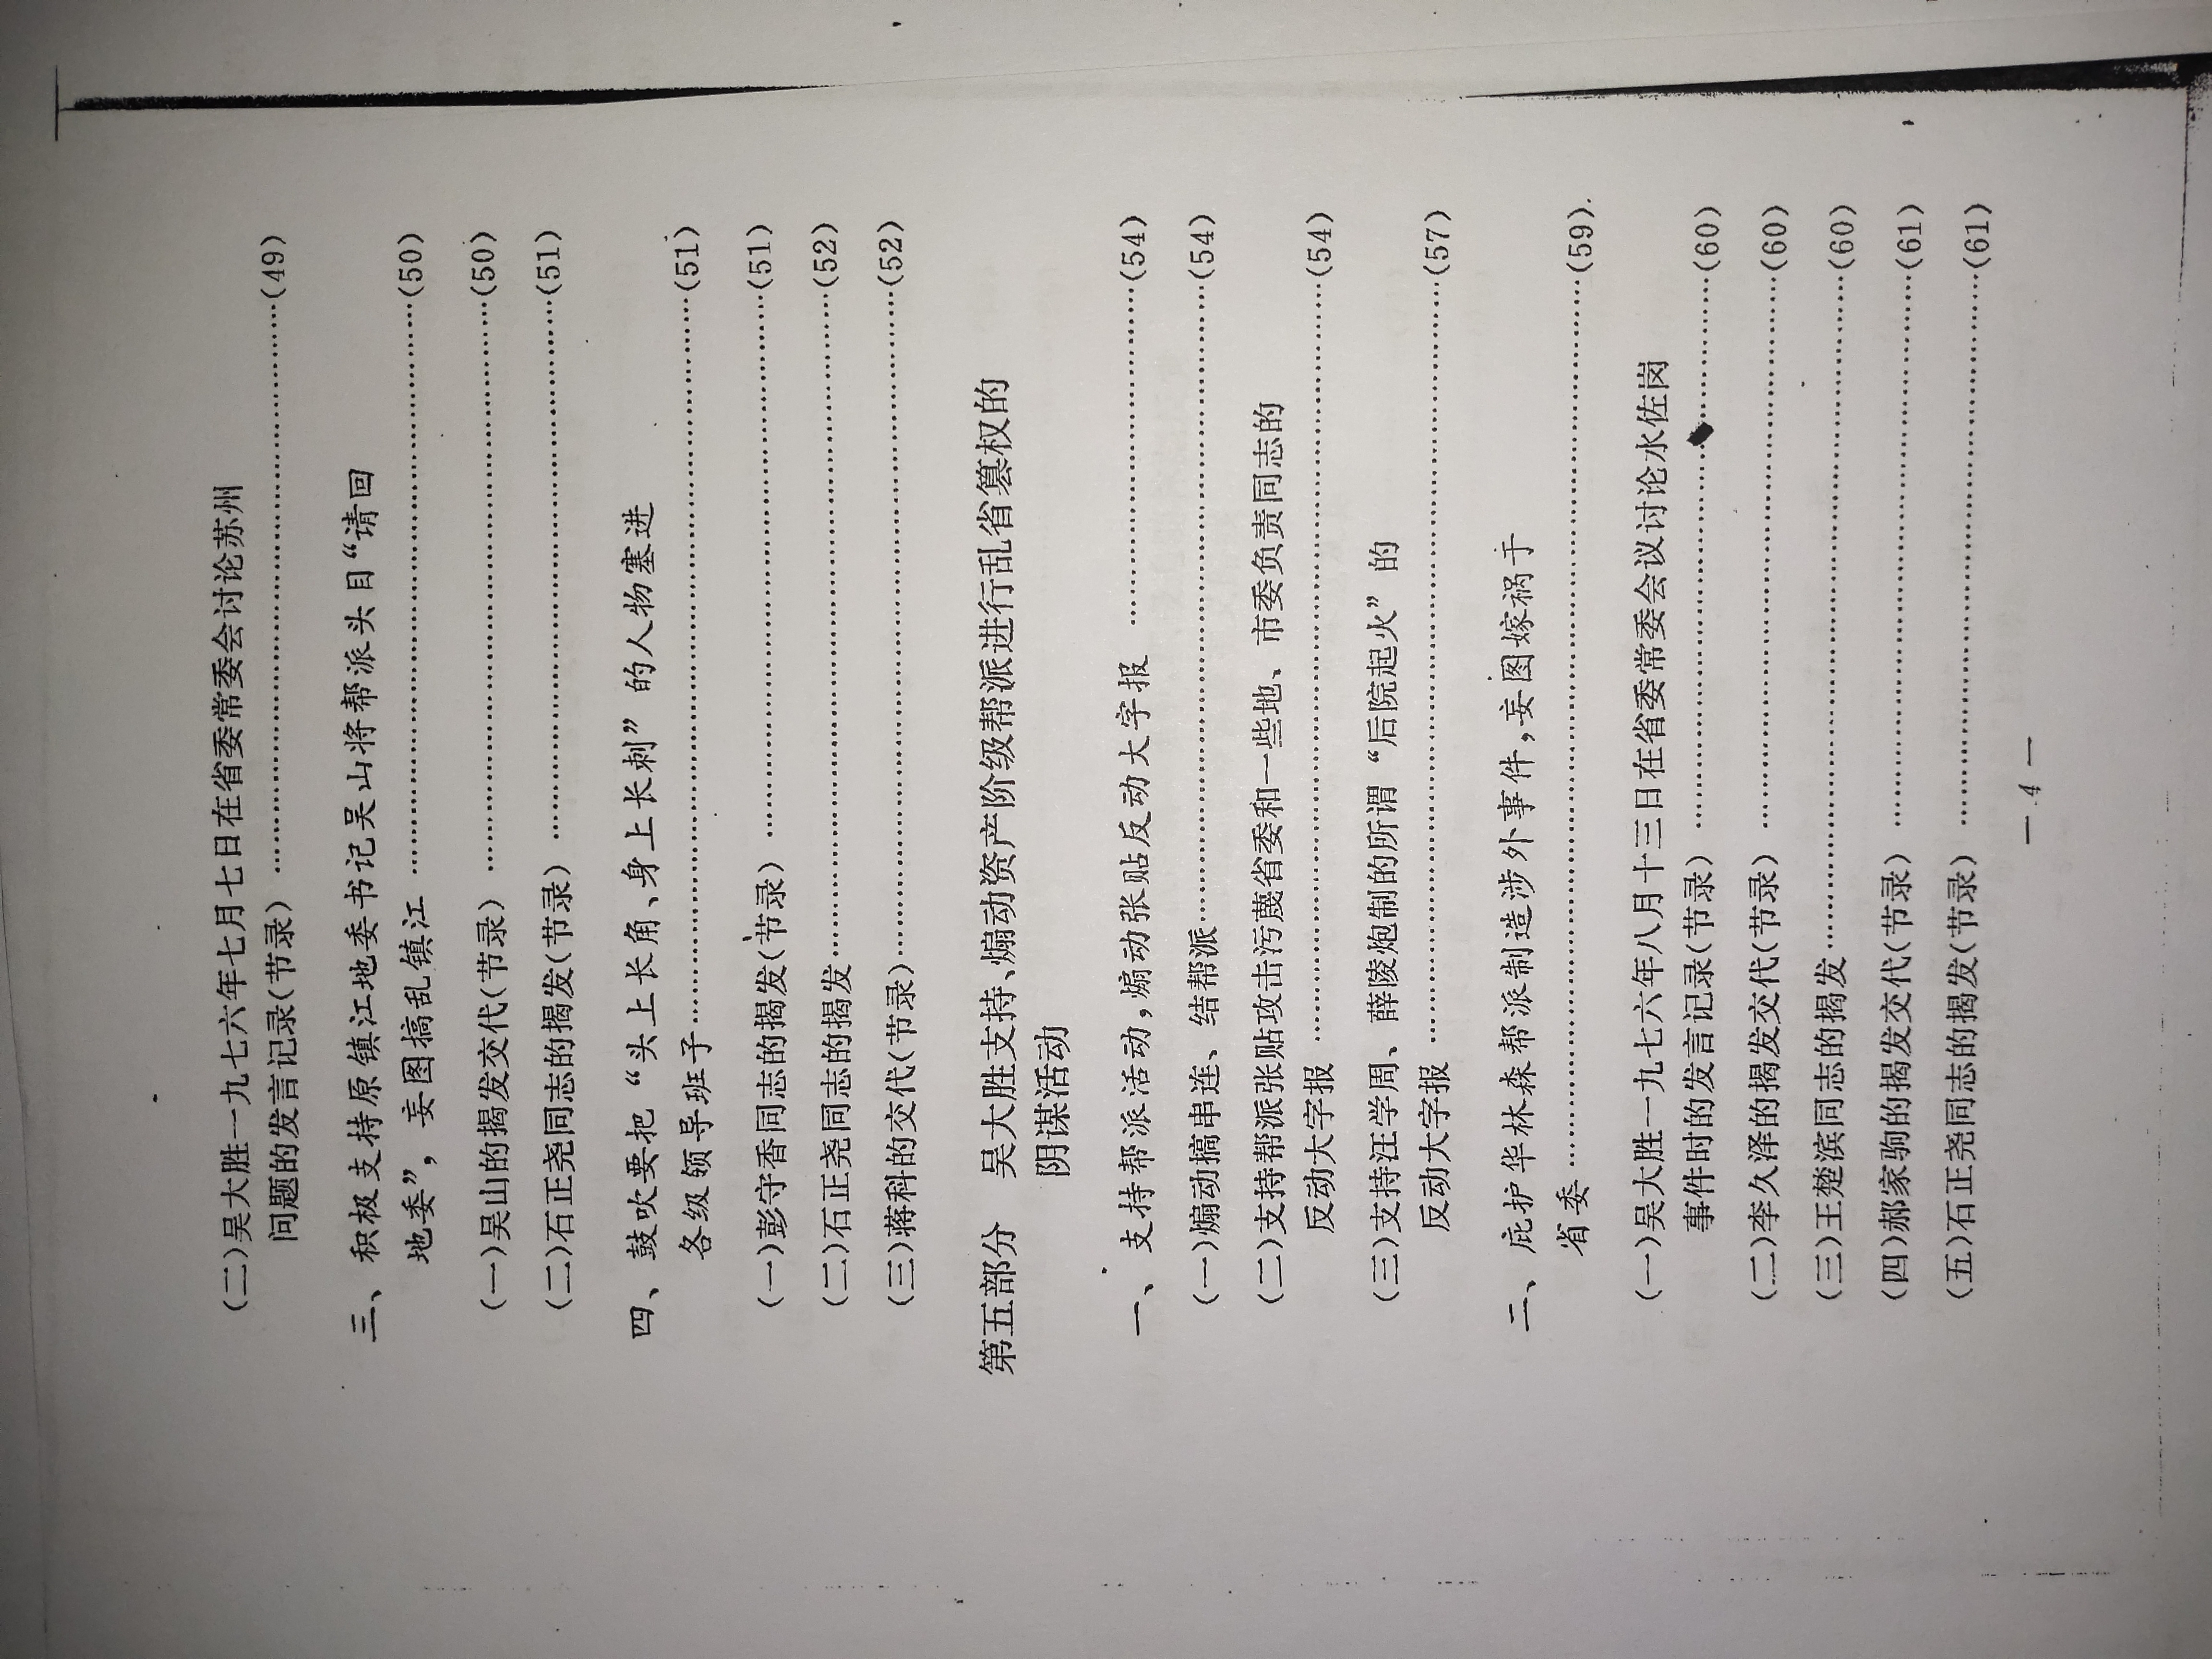 (二)吴大胜一九七六年七月七日在省委常委会讨论苏州
问题的发言记录(节录) ……………………………………………(49)
三、积极支持原镇江地委书记吴山将帮派头目“请回
地委”，妄图搞乱镇江 ……………………………………………(50)
(一)吴山的揭发交代(节录) ……………………………………………(50)
(二)石正尧同志的揭发(节录) ……………………………………………(51)
四、鼓吹要把“头上长角、身上长刺”的人物塞进
各级领导班子……………………………………………………(51)
(一)彭守香同志的揭发(节录) ……………………………………………(51)
(二)石正尧同志的揭发……………………………………………………(52)
(三)蒋科的交代(节录)……………………………………………………(52)
第五部分 吴大胜支持、煽动资产阶级帮派进行乱省篡权的
阴谋活动
一、支持帮派活动，煽动张贴反动大字报 ……………………………(54)
(一)煽动搞串连、结帮派…………………………………………………(54)
(二)支持帮派张贴攻击污蔑省委和一些地、市委负责同志的
反动大字报 ……………………………………………………………(54)
(三)支持汪学周、薛陵炮制的所谓“后院起火”的
反动大字报 ……………………………………………………………(57)
二、庇护华林森帮派制造涉外事件，妄图嫁祸于
省委……………………………………………………………………(59)
(一)吴大胜一九七六年八月十三日在省委常委会议讨论水佐岗
事件时的发言记录(节录) ……………………………………………(60)
(二)李久泽的揭发交代(节录) ……………………………………………(60)
(三)王楚滨同志的揭发……………………………………………………(60)
(四)郝家驹的揭发交代(节录) ……………………………………………(61)
(五)石正尧同志的揭发(节录) ……………………………………………(61)
— 4 —